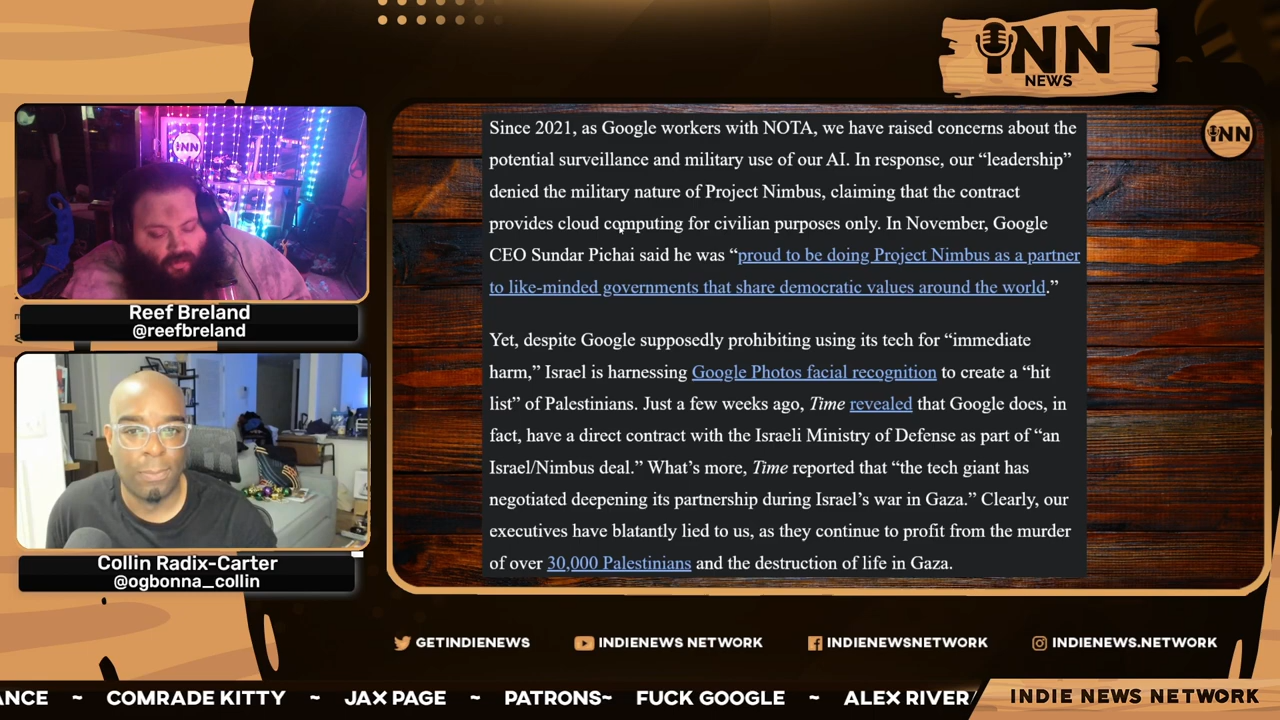 INN
NEWS
INN
INN
Since 2021, as Google workers with NOTA, we have raised concerns about the
potential surveillance and military use of our AI. In response, our “leadership”
denied the military nature of Project Nimbus, claiming that the contract
provides cloud computing for civilian purposes only. In November, Google
CEO Sundar Pichai said he was “proud to be doing Project Nimbus as a partner
to like-minded governments that share democratic values around the world.”
Yet, despite Google supposedly prohibiting using its tech for “immediate
harm,” Israel is harnessing Google Photos facial recognition to create a “hit
list” of Palestinians. Just a few weeks ago, Time revealed that Google does, in
fact, have a direct contract with the Israeli Ministry of Defense as part of “an
Israel/Nimbus deal.” What’s more, Time reported that “the tech giant has
negotiated deepening its partnership during Israel’s war in Gaza.” Clearly, our
executives have blatantly lied to us, as they continue to profit from the murder
of over 30,000 Palestinians and the destruction of life in Gaza.
Reef Breland
@reefbreland
Collin Radix-Carter
@ogbonna_collin
GETINDIENEWS
INDIENEWS NETWORK
INDIENEWSNETWORK
INDIENEWS.NETWORK
ANCE ~ COMRADE KITTY ~ JAX PAGE ~ PATRONS~ FUCK GOOGLE ~ ALEX RIVER
INDIE NEWS NETWORK